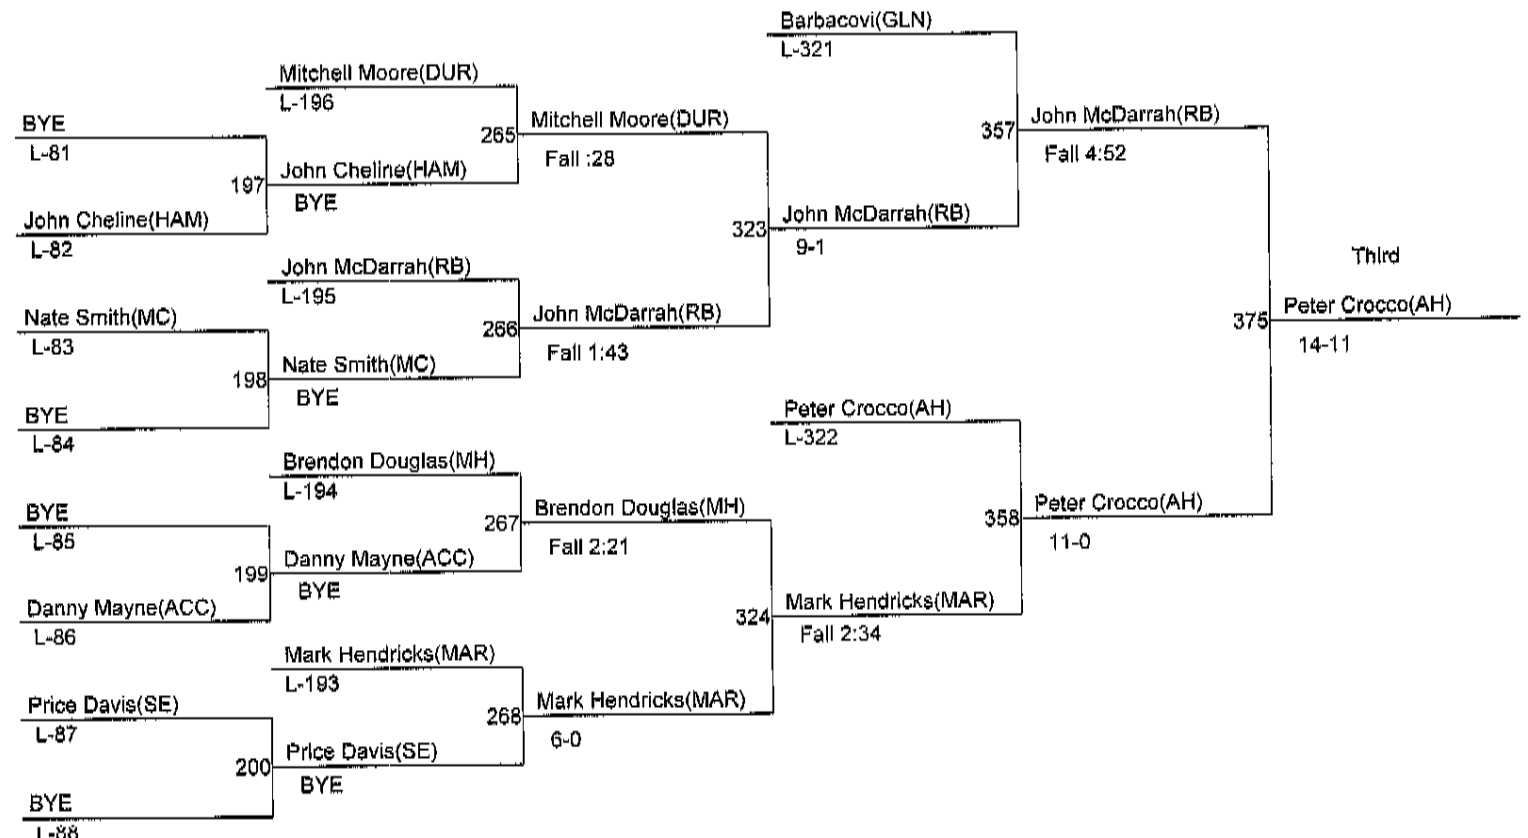 Barbacovi(GLN)
L-321
Mitchell Moore(DUR)
L-196
BYE
L-81
265
Mitchell Moore(DUR)
Fall :28
357
John McDarrah(RB)
Fall 4:52
197
John Cheline(HAM)
BYE
John Cheline(HAM)
L-82
323
John McDarrah(RB)
9-1
Third
John McDarrah(RB)
L-195
Nate Smith(MC)
L-83
266
John McDarrah(RB)
Fall 1:43
375
Peter Crocco(AH)
14-11
198
Nate Smith(MC)
BYE
BYE
L-84
Peter Crocco(AH)
L-322
Brendon Douglas(MH)
L-194
BYE
L-85
267
Brendon Douglas(MH)
Fall 2:21
358
Peter Crocco(AH)
11-0
199
Danny Mayne(ACC)
BYE
Danny Mayne(ACC)
L-86
324
Mark Hendricks(MAR)
Fall 2:34
Mark Hendricks(MAR)
L-193
Price Davis(SE)
L-87
268
Mark Hendricks(MAR)
6-0
200
Price Davis(SE)
BYE
BYE
L-88